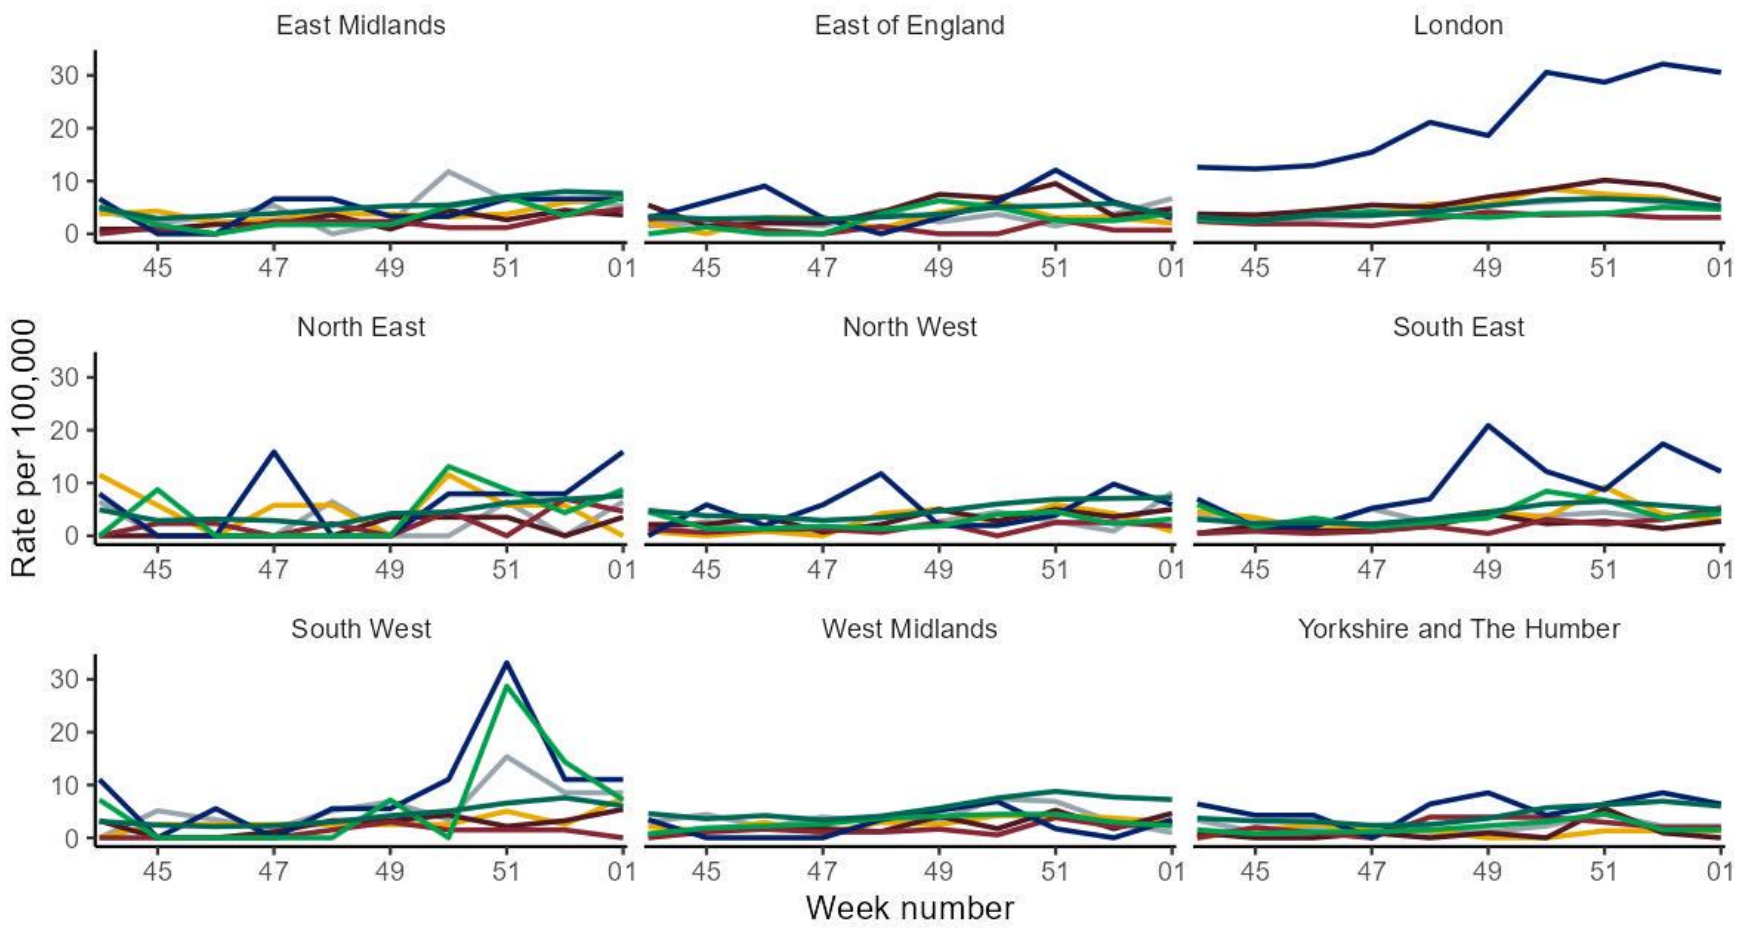 East Midlands East of England London
30
20
10
0
45 47 49 51 01 45 47 49 51 01 45 47 49 51 01
North East North West South East
Rate per 100,000
30
20
10
0
45 47 49 51 01 45 47 49 51 01 45 47 49 51 01
South West West Midlands Yorkshire and The Humber
30
20
10
0
45 47 49 51 01 45 47 49 51 01 45 47 49 51 01
Week number